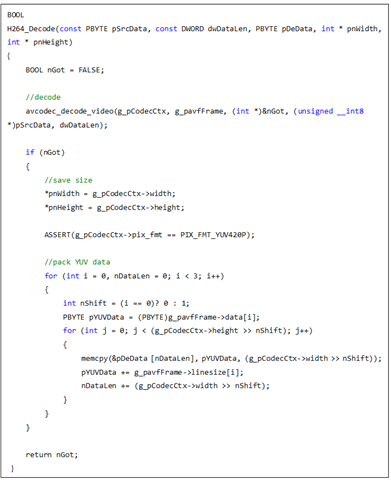 BOOL
H264_Decode(const PBYTE pSrcData, const DWORD dwDataLen, PBYTE pDeData, int * pnWidth,
int * pnHeight)
{
    BOOL nGot = FALSE;

    //decode
    avcodec_decode_video(g_pCodecCtx, g_pavfFrame, (int *)&nGot, (unsigned __int8
*)pSrcData, dwDataLen);

    if (nGot)
    {
        //save size
        *pnWidth = g_pCodecCtx->width;
        *pnHeight = g_pCodecCtx->height;

        ASSERT(g_pCodecCtx->pix_fmt == PIX_FMT_YUV420P);

        //pack YUV data
        for (int i = 0, nDataLen = 0; i < 3; i++)
        {
            int nShift = (i == 0)? 0 : 1;
            PBYTE pYUVData = (PBYTE)g_pavfFrame->data[i];
            for (int j = 0; j < (g_pCodecCtx->height >> nShift); j++)
            {
                memcpy(&pDeData [nDataLen], pYUVData, (g_pCodecCtx->width >> nShift));
                pYUVData += g_pavfFrame->linesize[i];
                nDataLen += (g_pCodecCtx->width >> nShift);
            }
        }
    }

    return nGot;
}